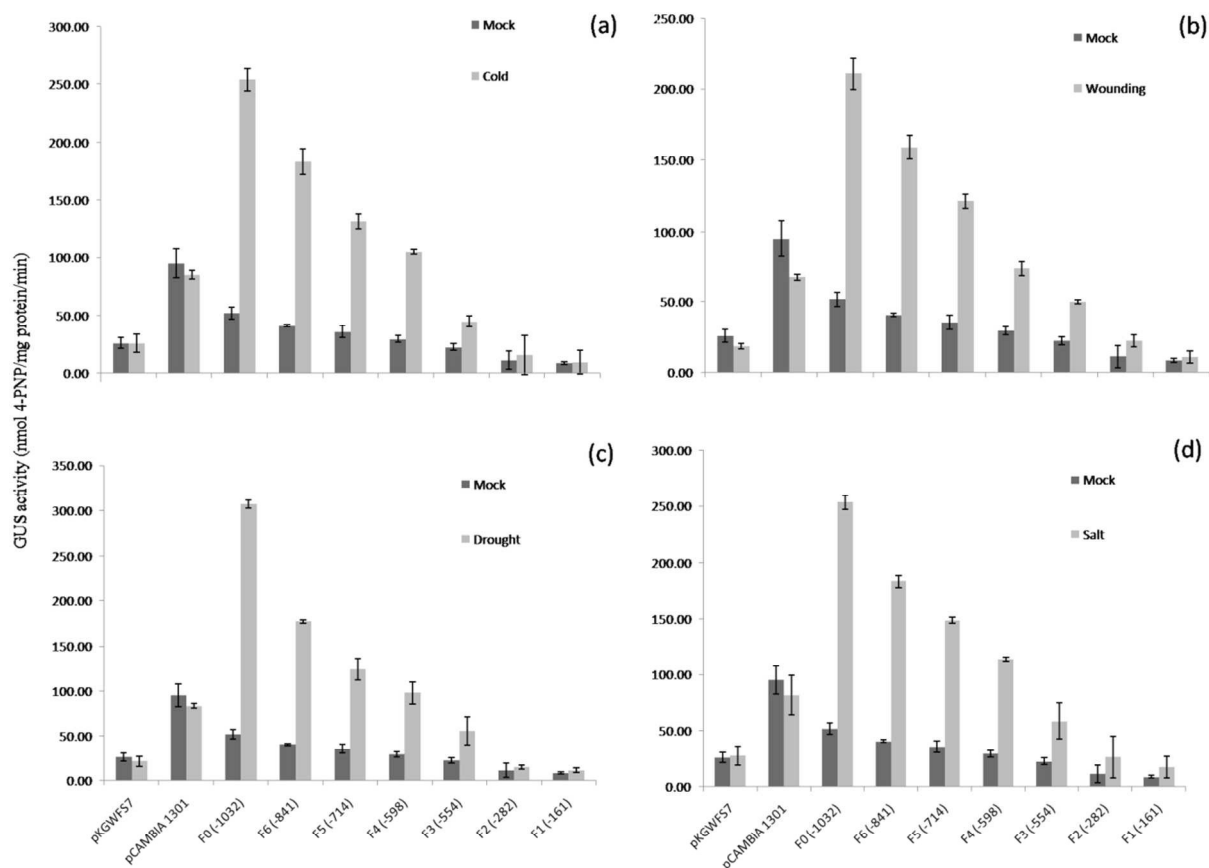 GUS activity (nmol 4-PNP/mg protein/min)
(a)
300.00
250.00
200.00
150.00
100.00
50.00
0.00
Mock
Cold
(b)
250.00
200.00
150.00
100.00
50.00
0.00
Mock
Wounding
(c)
350.00
300.00
250.00
200.00
150.00
100.00
50.00
0.00
Mock
Drought
pKGWFS7
pCAMBIA 1301
F0 (-1032)
F6 (-841)
F5 (-714)
F4 (-598)
F3 (-554)
F2 (-282)
F1 (-161)
(d)
300.00
250.00
200.00
150.00
100.00
50.00
0.00
Mock
Salt
pKGWFS7
pCAMBIA 1301
F0 (-1032)
F6 (-841)
F5 (-714)
F4 (-598)
F3 (-554)
F2 (-282)
F1 (-161)